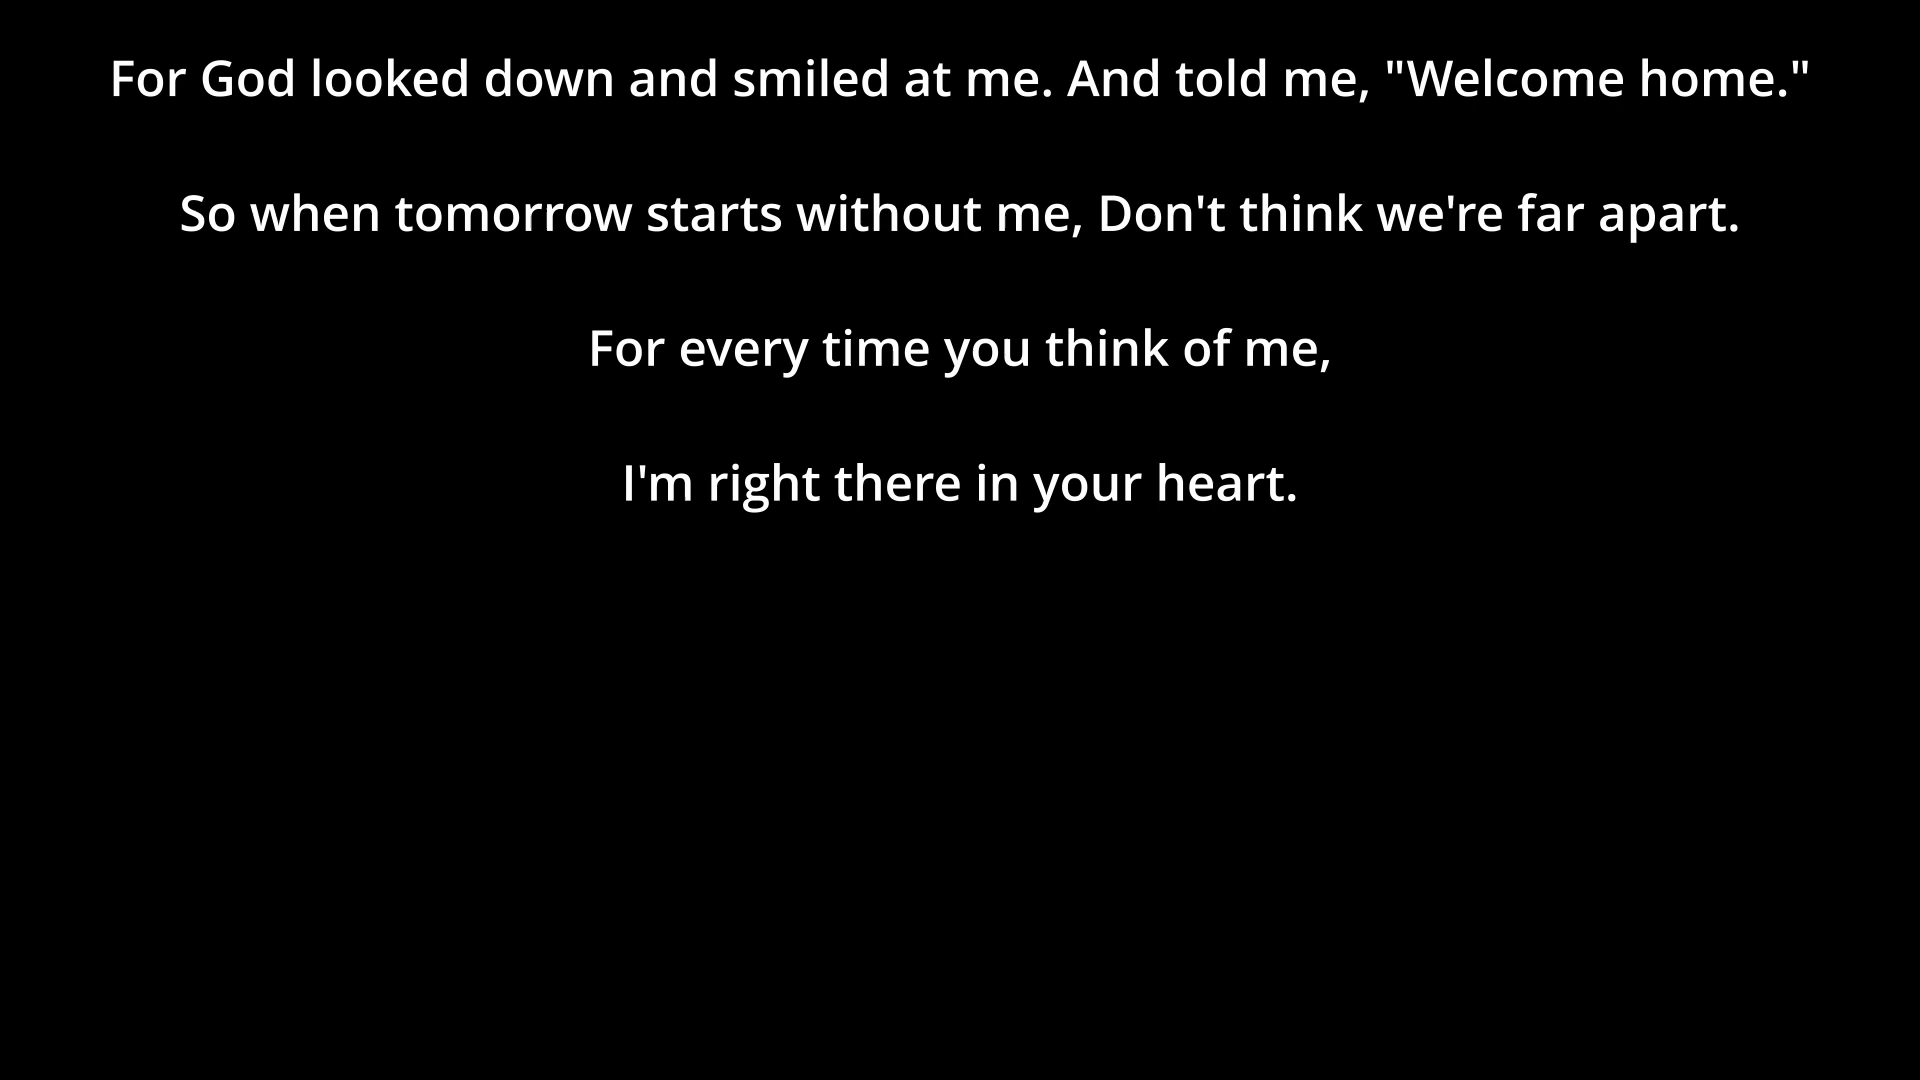 For God looked down and smiled at me. And told me, "Welcome home."
So when tomorrow starts without me, Don't think we're far apart.
For every time you think of me,
I'm right there in your heart.